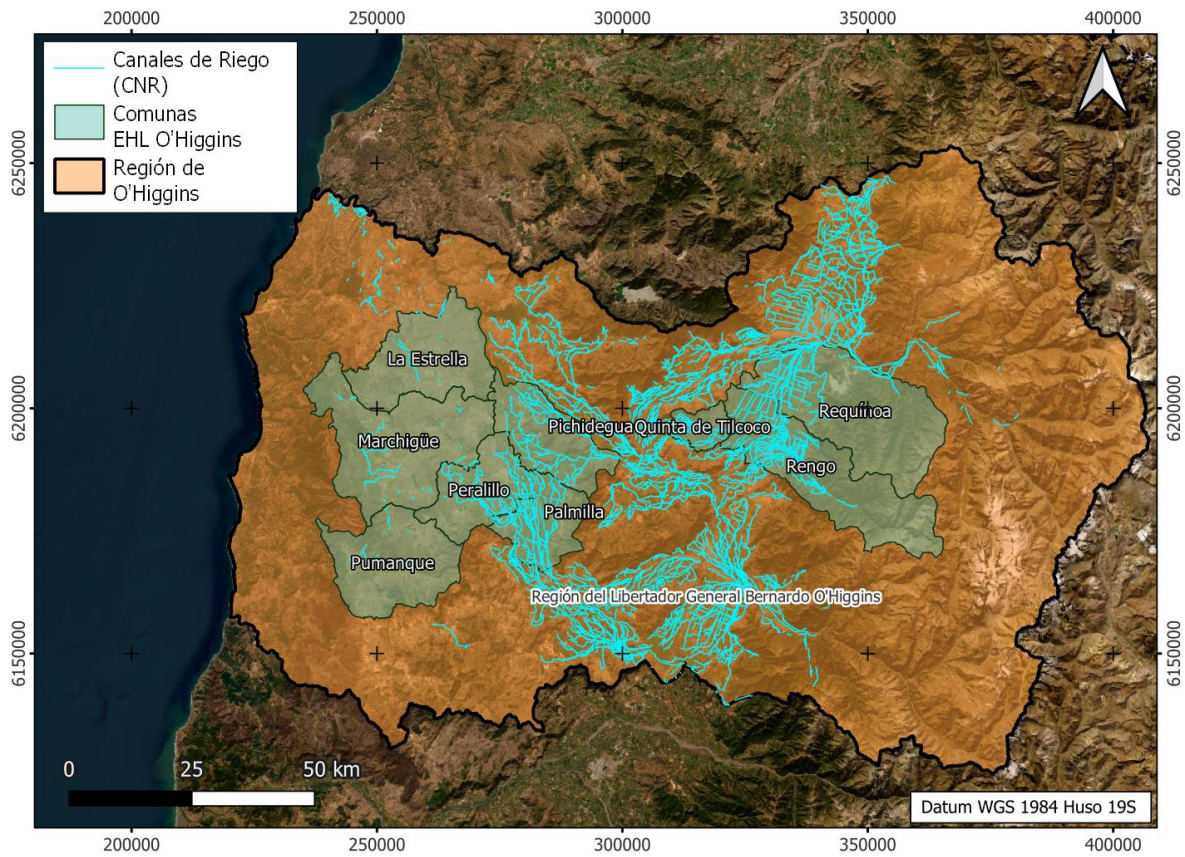 200000 250000 300000 350000 400000
Canales de Riego
(CNR)
Comunas
EHL O'Higgins
Región de
O'Higgins
6250000 6250000
La Estrella
6200000 6200000
Requínoa
Pichidegua Quinta de Tilcoco
Marchigüe
Rengo
Peralillo
Palmilla
Pumanque
Región del Libertador General Bernardo O'Higgins
6150000 6150000
0 25 50 km
Datum WGS 1984 Huso 19S
200000 250000 300000 350000 400000